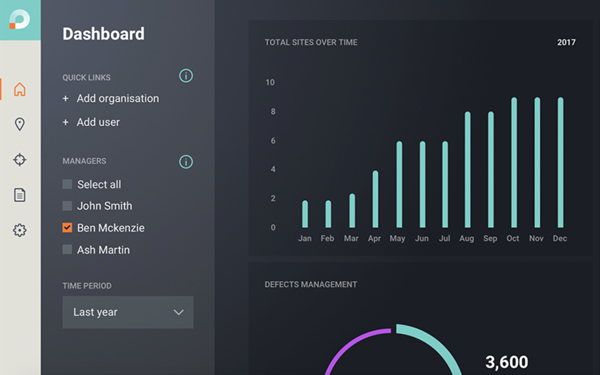 Dashboard
QUICK LINKS
+ Add organisation
+ Add user
MANAGERS
Select all
John Smith
Ben Mckenzie
Ash Martin
TIME PERIOD
Last year
TOTAL SITES OVER TIME
2017
10
8
6
4
2
0
Jan Feb Mar Apr May Jun Jul Aug Sep Oct Nov Dec
DEFECTS MANAGEMENT
3,600